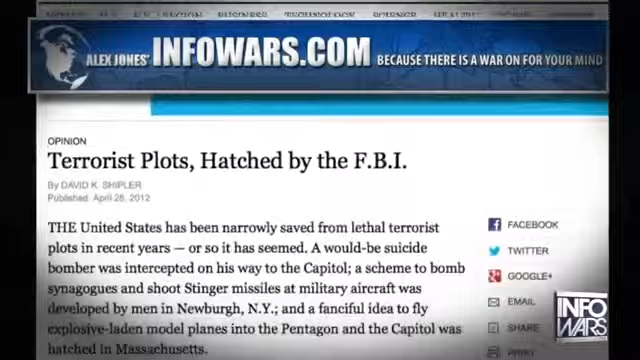 ALEX JONES' INFOWARS.COM BECAUSE THERE IS A WAR ON FOR YOUR MIND
OPINION
Terrorist Plots, Hatched by the F.B.I.
By DAVID K. SHIPLER
Published: April 28, 2012
THE United States has been narrowly saved from lethal terrorist
plots in recent years — or so it has seemed. A would-be suicide
bomber was intercepted on his way to the Capitol; a scheme to bomb
synagogues and shoot Stinger missiles at military aircraft was
developed by men in Newburgh, N.Y.; and a fanciful idea to fly
explosive-laden model planes into the Pentagon and the Capitol was
hatched in Massachusetts.
FACEBOOK
TWITTER
GOOGLE+
EMAIL
SHARE
PRINT
INFO
WARS